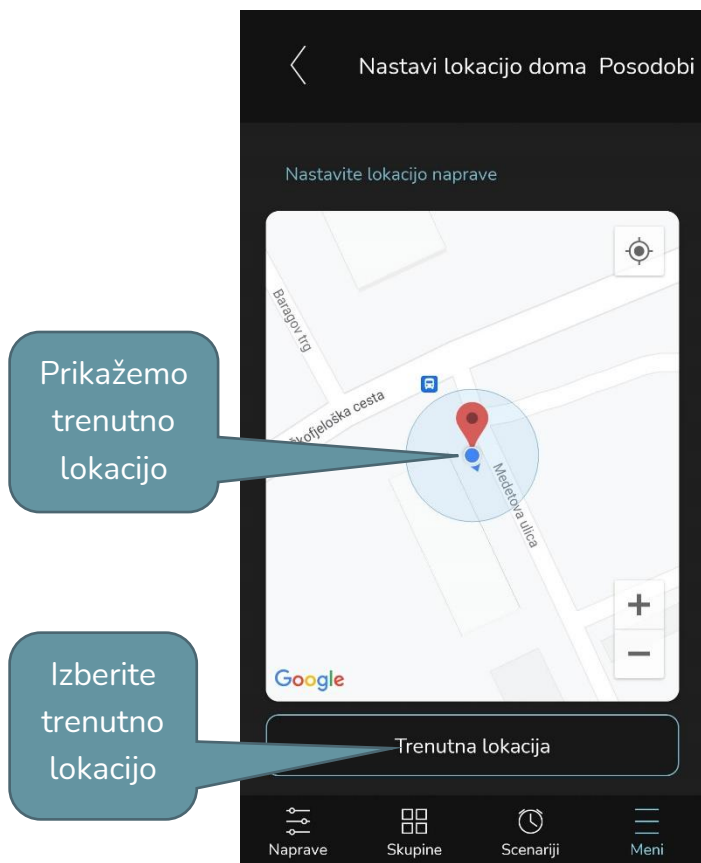 Nastavi lokacijo doma Posodobi
Nastavite lokacijo naprave
Baragov trg
Prikažemo
trenutno
lokacijo
škofjeloška cesta
Medetova ulica
Google
Izberite
trenutno
lokacijo
Trenutna lokacija
Naprave
Skupine
Scenariji
Meni